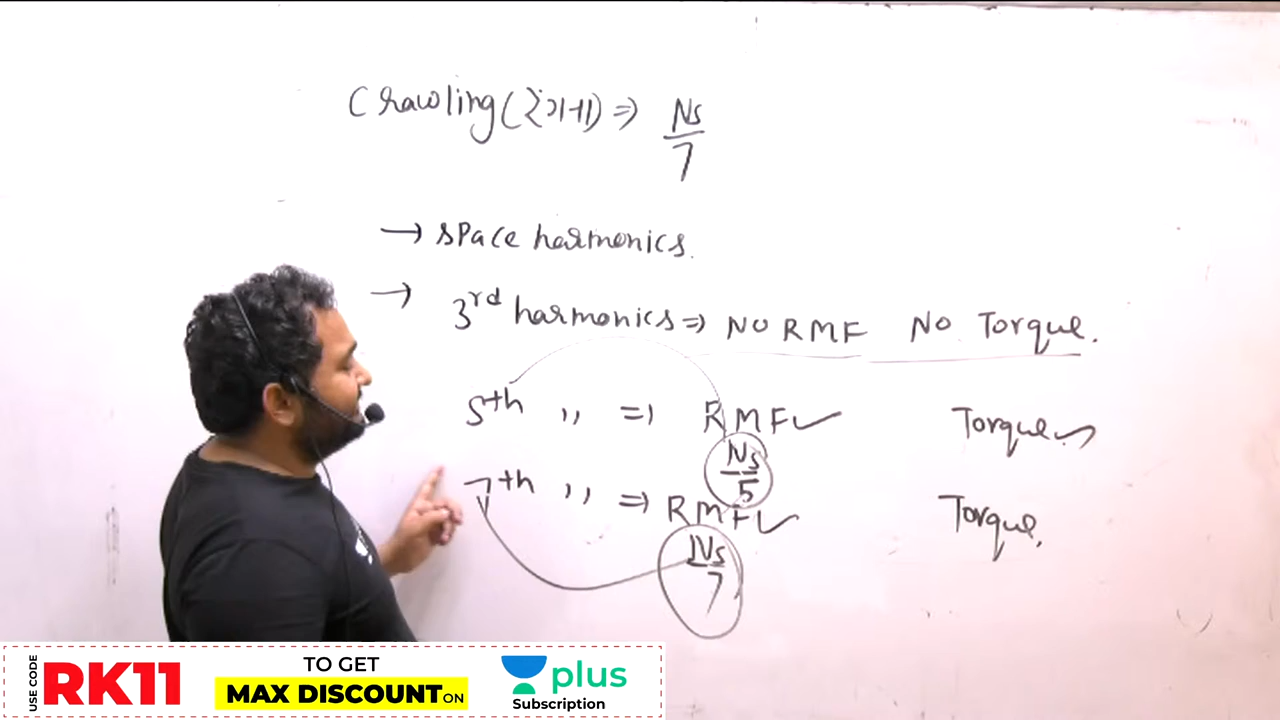 Crawling (रेंगना) ⇒ Ns/7
→ space harmonics.
→ 3rd harmonics ⇒ NO RMF NO Torque.
5th ,, ⇒ RMF ✓ Torque ✓
Ns/5
7th ,, ⇒ RMF ✓ Torque.
Ns/7
USE CODE RK11
TO GET
MAX DISCOUNT ON
plus
Subscription